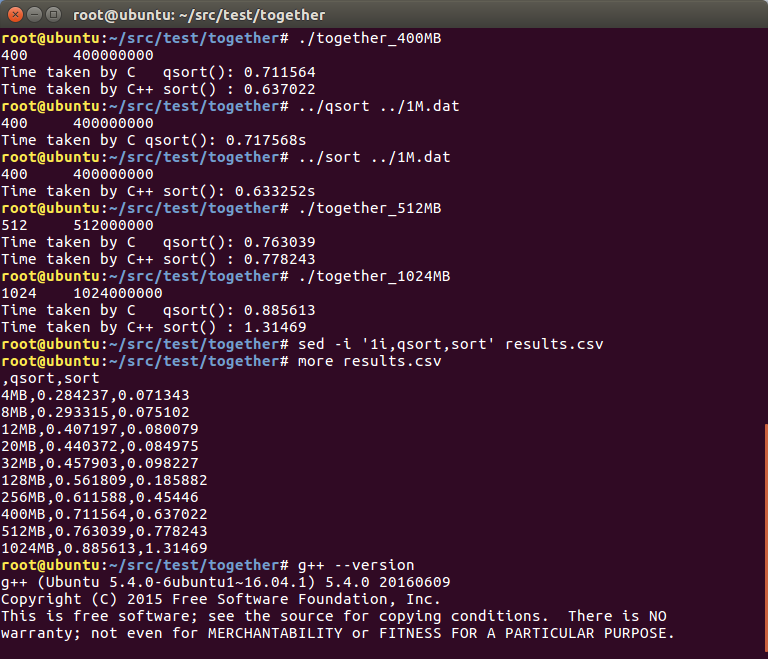 root@ubuntu: ~/src/test/together
root@ubuntu:~/src/test/together# ./together_400MB
400     400000000
Time taken by C   qsort(): 0.711564
Time taken by C++ sort() : 0.637022
root@ubuntu:~/src/test/together# ../qsort ../1M.dat
400     400000000
Time taken by C qsort(): 0.717568s
root@ubuntu:~/src/test/together# ../sort ../1M.dat
400     400000000
Time taken by C++ sort(): 0.633252s
root@ubuntu:~/src/test/together# ./together_512MB
512     512000000
Time taken by C   qsort(): 0.763039
Time taken by C++ sort() : 0.778243
root@ubuntu:~/src/test/together# ./together_1024MB
1024    1024000000
Time taken by C   qsort(): 0.885613
Time taken by C++ sort() : 1.31469
root@ubuntu:~/src/test/together# sed -i '1i,qsort,sort' results.csv
root@ubuntu:~/src/test/together# more results.csv
,qsort,sort
4MB,0.284237,0.071343
8MB,0.293315,0.075102
12MB,0.407197,0.080079
20MB,0.440372,0.084975
32MB,0.457903,0.098227
128MB,0.561809,0.185882
256MB,0.611588,0.45446
400MB,0.711564,0.637022
512MB,0.763039,0.778243
1024MB,0.885613,1.31469
root@ubuntu:~/src/test/together# g++ --version
g++ (Ubuntu 5.4.0-6ubuntu1~16.04.1) 5.4.0 20160609
Copyright (C) 2015 Free Software Foundation, Inc.
This is free software; see the source for copying conditions.  There is NO
warranty; not even for MERCHANTABILITY or FITNESS FOR A PARTICULAR PURPOSE.